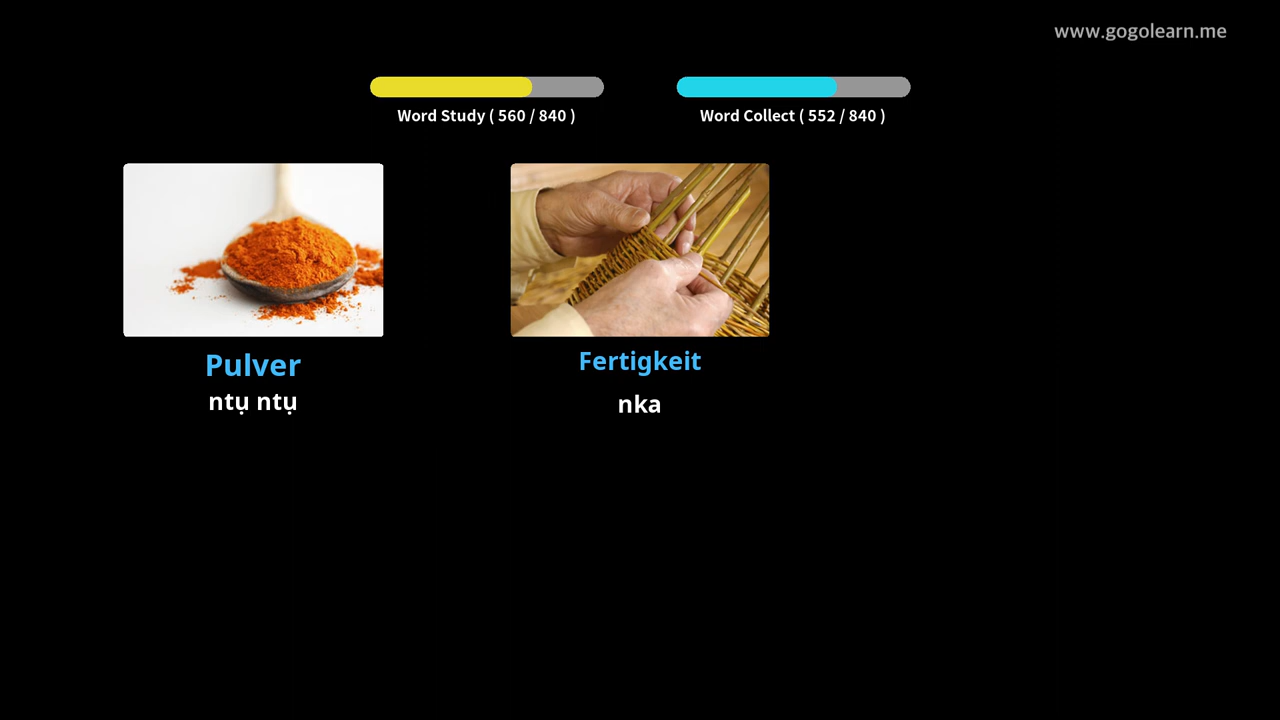 www.gogolearn.me
Word Study ( 560 / 840 )
Word Collect ( 552 / 840 )
Pulver
ntụ ntụ
Fertigkeit
nka